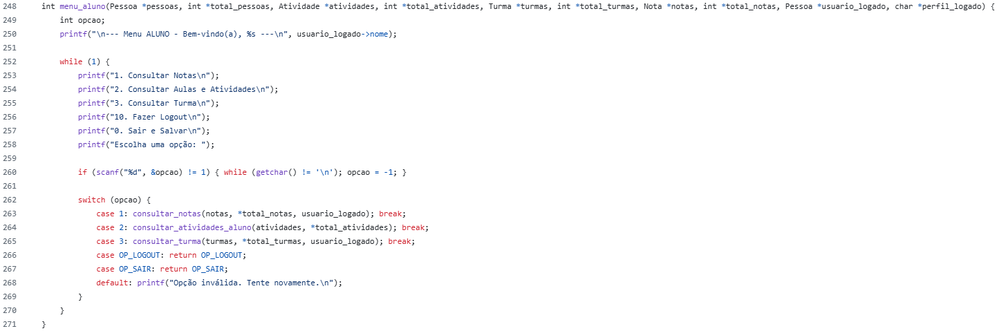 248 int menu_aluno(Pessoa *pessoas, int *total_pessoas, Atividade *atividades, int *total_atividades, Turma *turmas, int *total_turmas, Nota *notas, int *total_notas, Pessoa *usuario_logado, char *perfil_logado) {
249     int opcao;
250     printf("\n--- Menu ALUNO - Bem-vindo(a), %s ---\n", usuario_logado->nome);
251
252     while (1) {
253         printf("1. Consultar Notas\n");
254         printf("2. Consultar Aulas e Atividades\n");
255         printf("3. Consultar Turma\n");
256         printf("10. Fazer Logout\n");
257         printf("0. Sair e Salvar\n");
258         printf("Escolha uma opção: ");
259
260         if (scanf("%d", &opcao) != 1) { while (getchar() != '\n'); opcao = -1; }
261
262         switch (opcao) {
263             case 1: consultar_notas(notas, *total_notas, usuario_logado); break;
264             case 2: consultar_atividades_aluno(atividades, *total_atividades); break;
265             case 3: consultar_turma(turmas, *total_turmas, usuario_logado); break;
266             case OP_LOGOUT: return OP_LOGOUT;
267             case OP_SAIR: return OP_SAIR;
268             default: printf("Opção inválida. Tente novamente.\n");
269         }
270     }
271 }